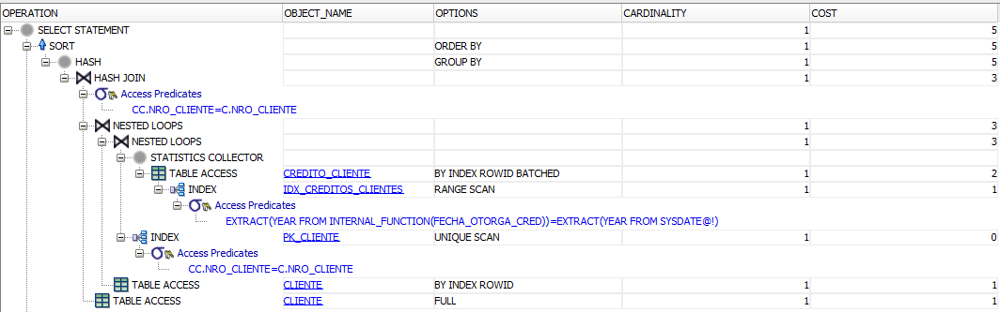 OPERATION OBJECT_NAME OPTIONS CARDINALITY COST
SELECT STATEMENT 1 5
SORT ORDER BY 1 5
HASH GROUP BY 1 5
HASH JOIN 1 3
Access Predicates
CC.NRO_CLIENTE=C.NRO_CLIENTE
NESTED LOOPS 1 3
NESTED LOOPS 1 3
STATISTICS COLLECTOR
TABLE ACCESS CREDITO_CLIENTE BY INDEX ROWID BATCHED 1 2
INDEX IDX_CREDITOS_CLIENTES RANGE SCAN 1 1
Access Predicates
EXTRACT(YEAR FROM INTERNAL_FUNCTION(FECHA_OTORGA_CRED))=EXTRACT(YEAR FROM SYSDATE@!)
INDEX PK_CLIENTE UNIQUE SCAN 1 0
Access Predicates
CC.NRO_CLIENTE=C.NRO_CLIENTE
TABLE ACCESS CLIENTE BY INDEX ROWID 1 1
TABLE ACCESS CLIENTE FULL 1 1